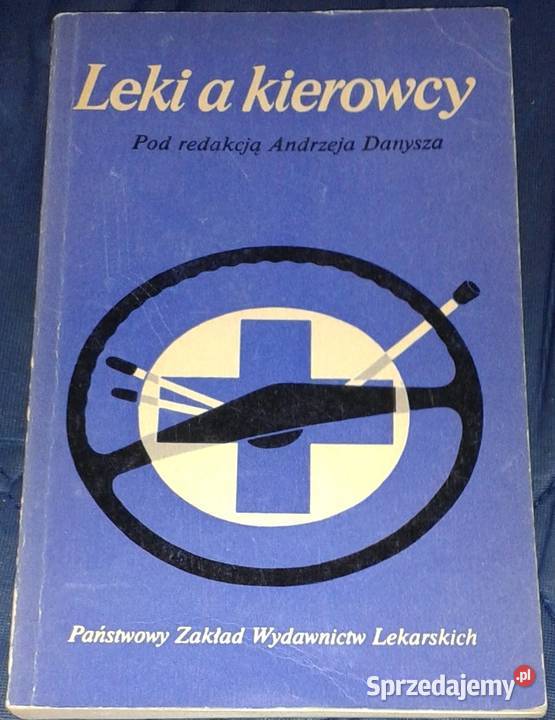 Leki a kierowcy
Pod redakcją Andrzeja Danysza
Państwowy Zakład Wydawnictw Lekarskich
Sprzedajemy.pl